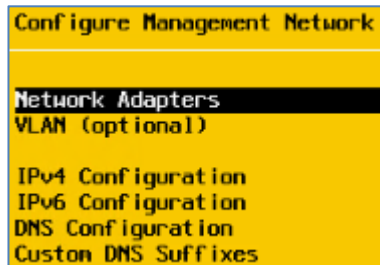 Configure Management Network
Network Adapters
VLAN (optional)
IPv4 Configuration
IPv6 Configuration
DNS Configuration
Custom DNS Suffixes